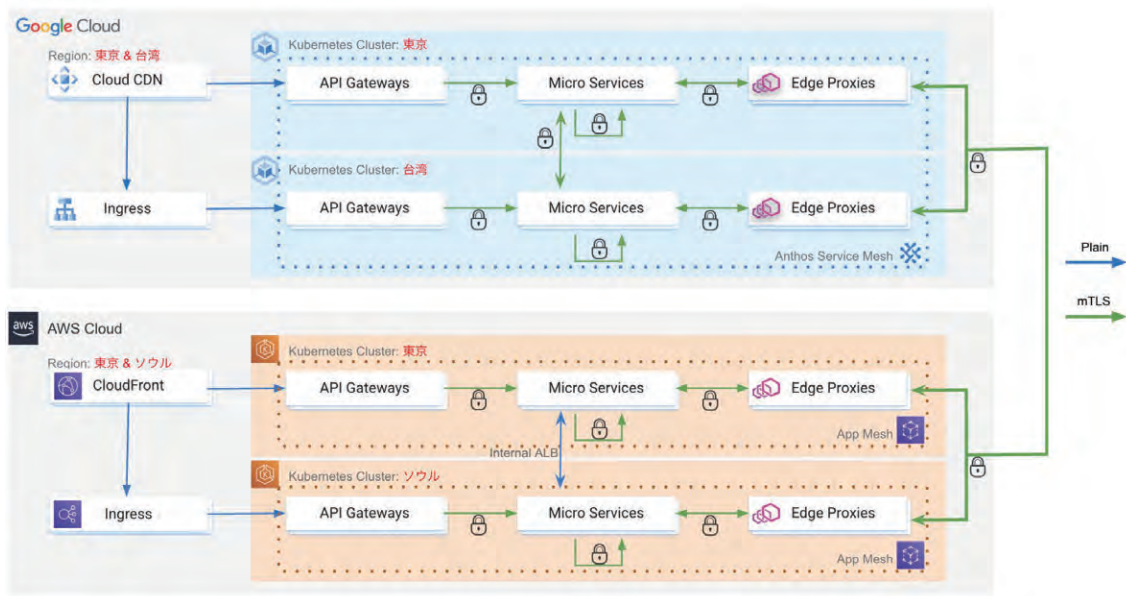 Google Cloud
Region: 東京 & 台湾
Cloud CDN
Ingress
Kubernetes Cluster: 東京
API Gateways
Micro Services
Edge Proxies
Kubernetes Cluster: 台湾
API Gateways
Micro Services
Edge Proxies
Anthos Service Mesh
Plain
mTLS
aws
AWS Cloud
Region: 東京 & ソウル
CloudFront
Ingress
Kubernetes Cluster: 東京
API Gateways
Micro Services
Edge Proxies
App Mesh
Internal ALB
Kubernetes Cluster: ソウル
API Gateways
Micro Services
Edge Proxies
App Mesh